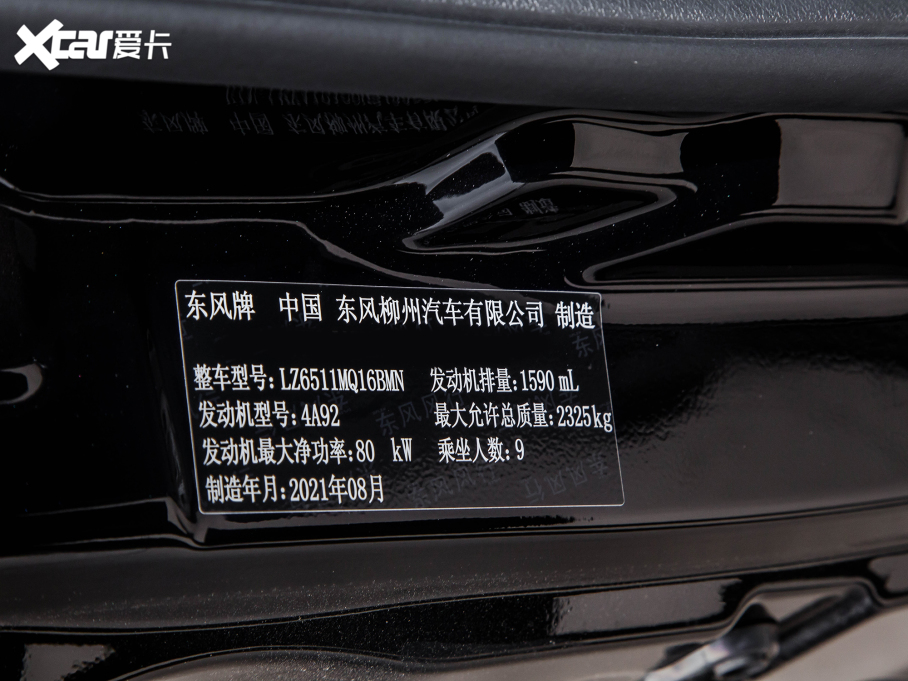 Xcar爱卡
东风牌 中国 东风柳州汽车有限公司 制造
整车型号:LZ6511MQ16BMN 发动机排量:1590 mL
发动机型号:4A92 最大允许总质量:2325kg
发动机最大净功率:80 kW 乘坐人数:9
制造年月:2021年08月